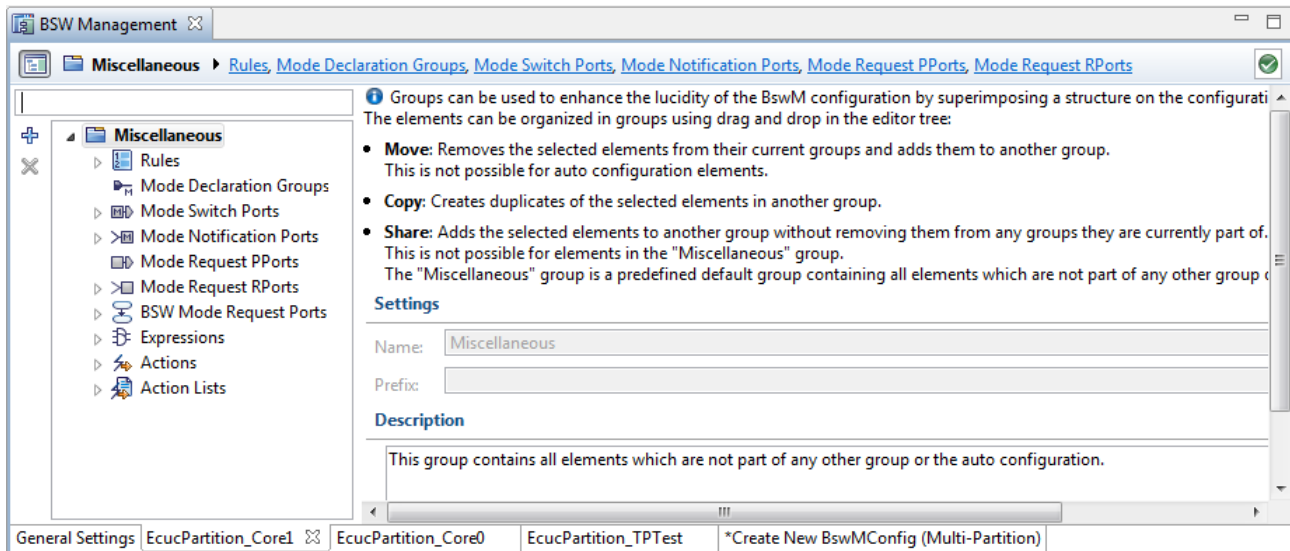 BSW Management
Miscellaneous Rules, Mode Declaration Groups, Mode Switch Ports, Mode Notification Ports, Mode Request PPorts, Mode Request RPorts
Miscellaneous
Rules
Mode Declaration Groups
Mode Switch Ports
Mode Notification Ports
Mode Request PPorts
Mode Request RPorts
BSW Mode Request Ports
Expressions
Actions
Action Lists
Groups can be used to enhance the lucidity of the BswM configuration by superimposing a structure on the configurati
The elements can be organized in groups using drag and drop in the editor tree:
• Move: Removes the selected elements from their current groups and adds them to another group.
This is not possible for auto configuration elements.
• Copy: Creates duplicates of the selected elements in another group.
• Share: Adds the selected elements to another group without removing them from any groups they are currently part of.
This is not possible for elements in the "Miscellaneous" group.
The "Miscellaneous" group is a predefined default group containing all elements which are not part of any other group
Settings
Name: Miscellaneous
Prefix:
Description
This group contains all elements which are not part of any other group or the auto configuration.
General Settings EcucPartition_Core1 EcucPartition_Core0 EcucPartition_TPTest *Create New BswMConfig (Multi-Partition)